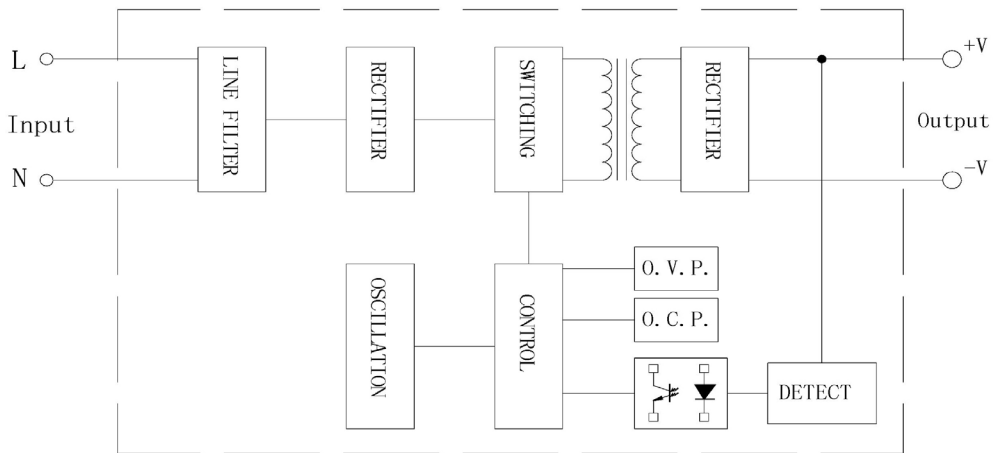 L
Input
N
LINE FILTER
RECTIFIER
SWITCHING
RECTIFIER
+V
Output
-V
OSCILLATION
CONTROL
O.V.P.
O.C.P.
DETECT